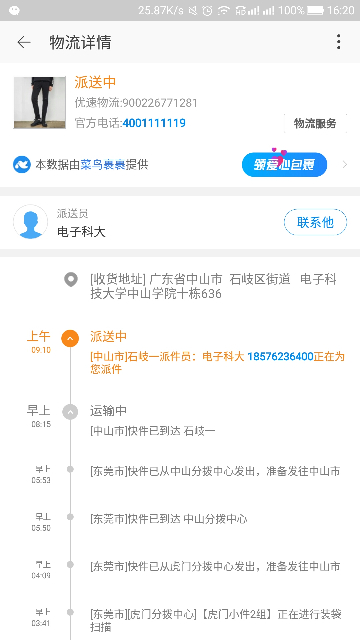 25.87K/s 100% 16:20
物流详情
派送中
优速物流:900226771281
官方电话:4001111119
物流服务
本数据由菜鸟裹裹提供
领爱心包裹
派送员
电子科大
联系他
[收货地址] 广东省中山市 石岐区街道 电子科
技大学中山学院十栋636
上午
09:10
派送中
[中山市]石岐一派件员：电子科大 18576236400正在为
您派件
早上
08:15
运输中
[中山市]快件已到达 石岐一
早上
05:53
[东莞市]快件已从中山分拨中心发出，准备发往中山市
早上
05:50
[东莞市]快件已到达 中山分拨中心
早上
04:09
[东莞市]快件已从虎门分拨中心发出，准备发往中山市
早上
03:41
[东莞市][虎门分拨中心]【虎门小件2组】正在进行装袋
扫描